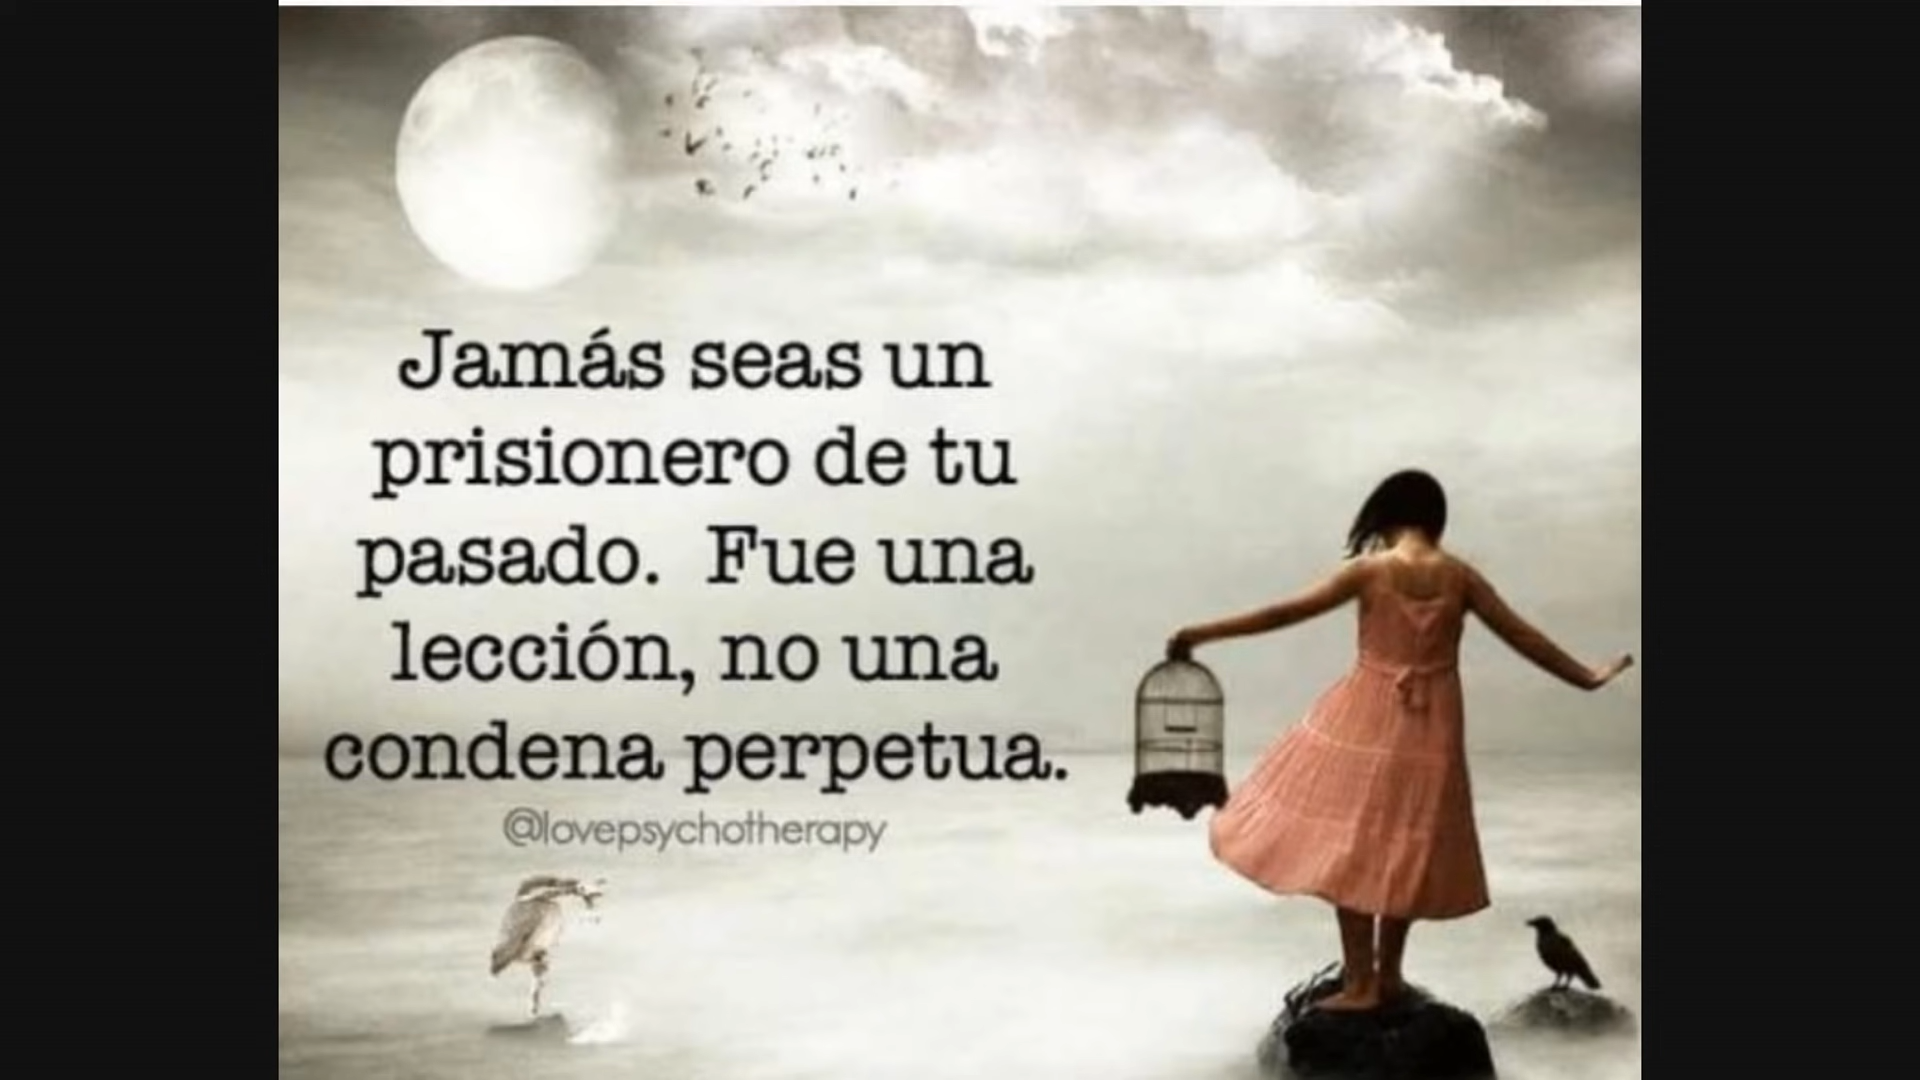 Jamás seas un
prisionero de tu
pasado. Fue una
lección, no una
condena perpetua.
@lovepsychotherapy